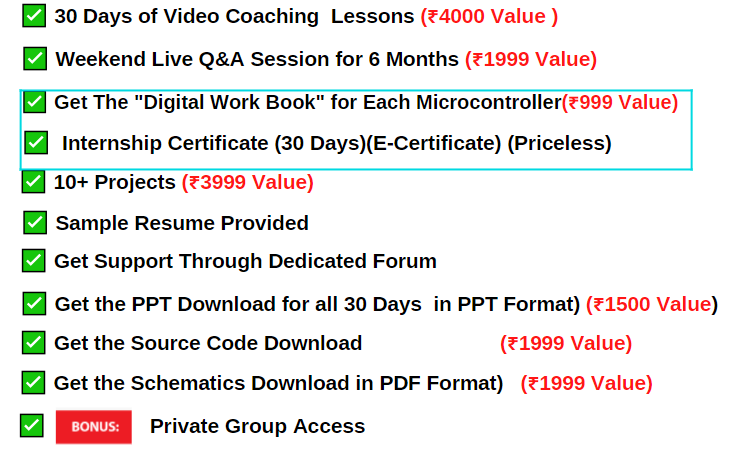 30 Days of Video Coaching Lessons (₹4000 Value )
Weekend Live Q&A Session for 6 Months (₹1999 Value)
Get The "Digital Work Book" for Each Microcontroller(₹999 Value)
Internship Certificate (30 Days)(E-Certificate) (Priceless)
10+ Projects (₹3999 Value)
Sample Resume Provided
Get Support Through Dedicated Forum
Get the PPT Download for all 30 Days in PPT Format) (₹1500 Value)
Get the Source Code Download (₹1999 Value)
Get the Schematics Download in PDF Format) (₹1999 Value)
BONUS: Private Group Access